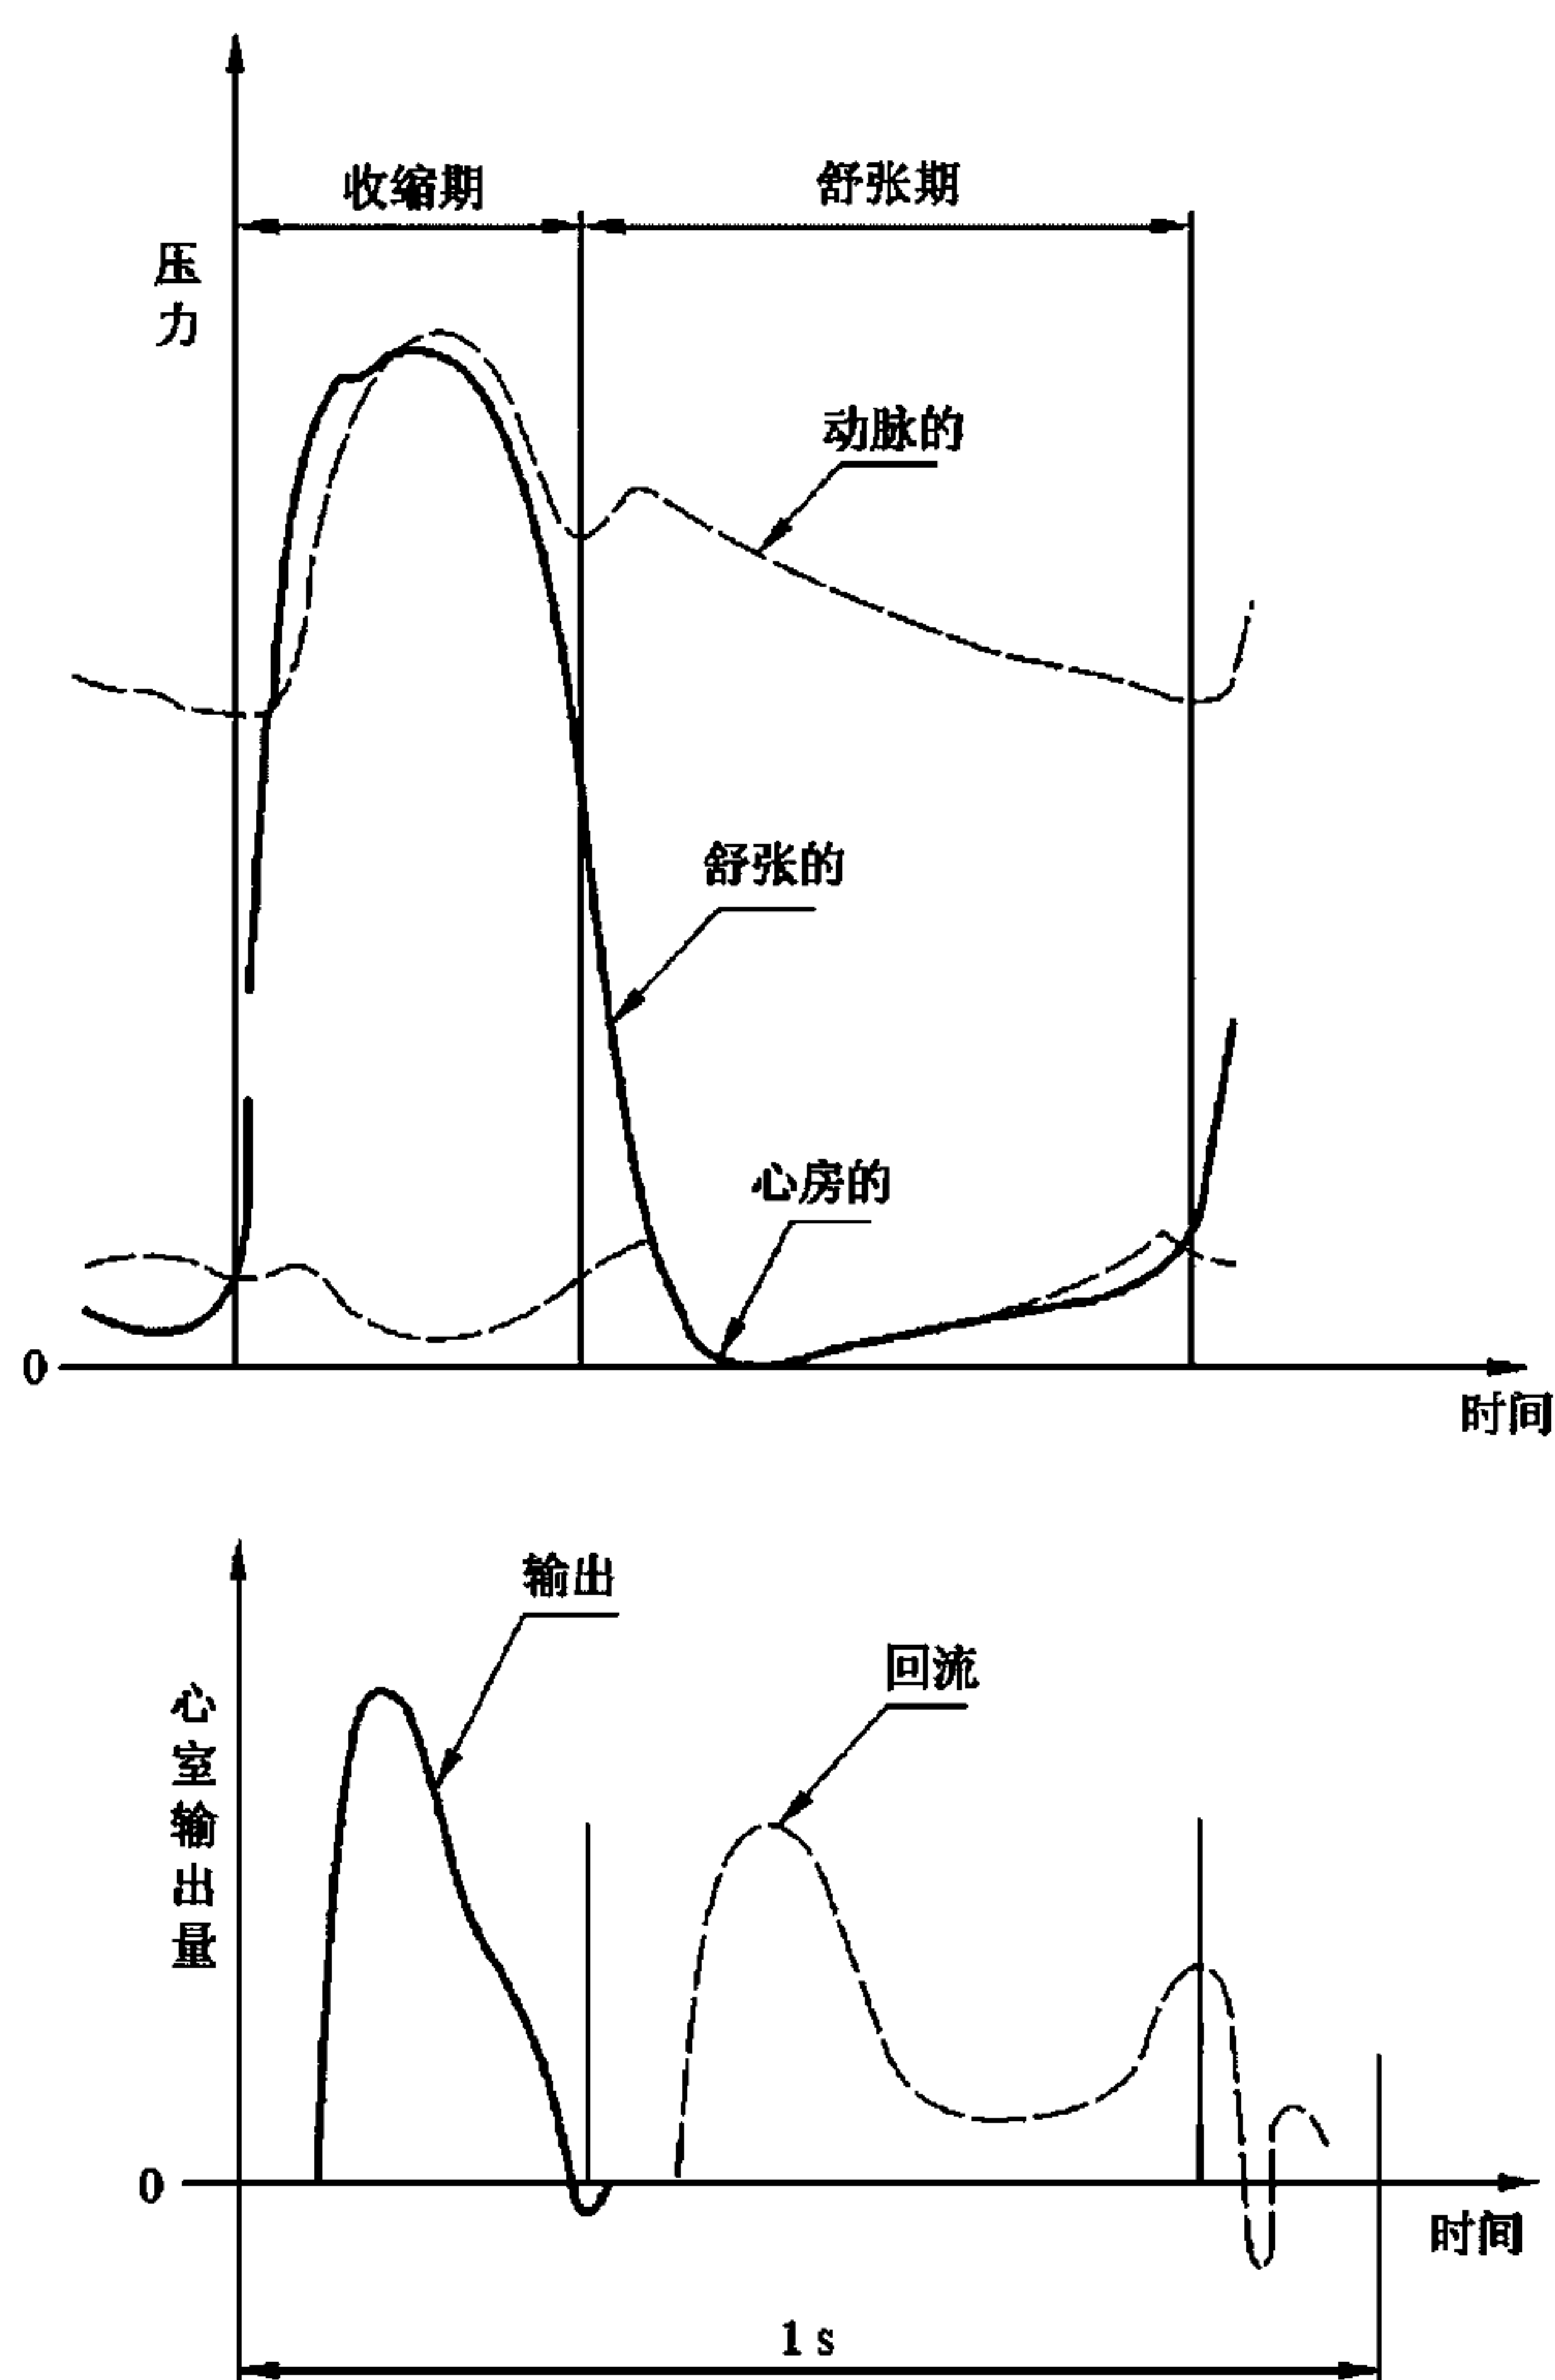 收缩期
舒张期
压力
动脉的
舒张的
心房的
0
时间
输出
回流
心室输出量
0
时间
1 s